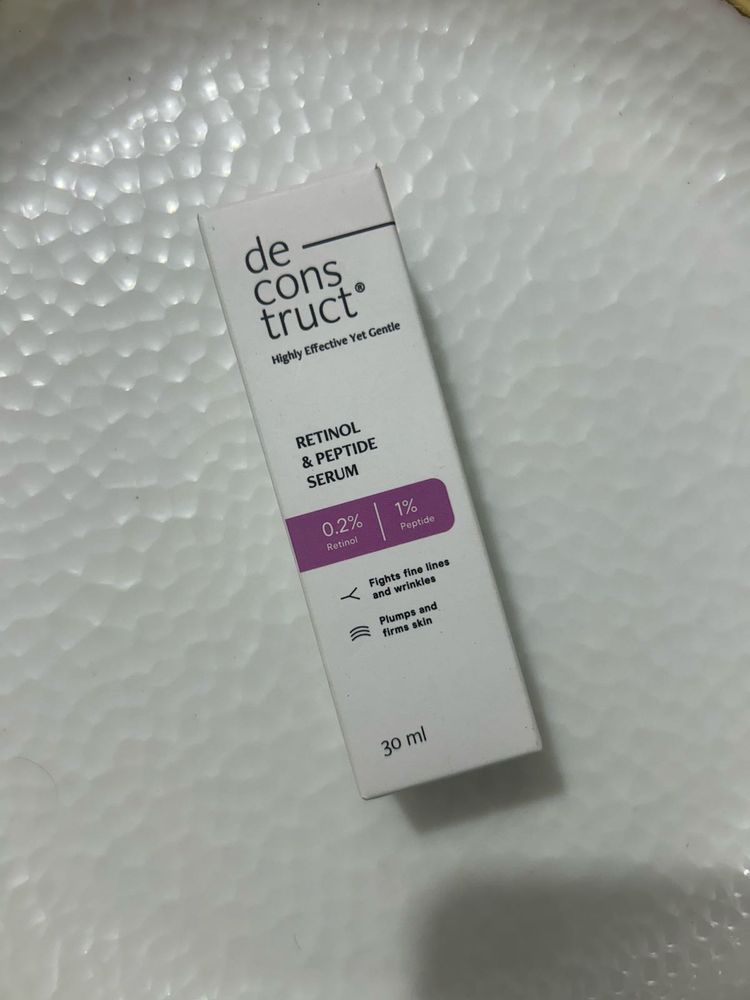 de
cons
truct®
Highly Effective Yet Gentle
RETINOL
& PEPTIDE
SERUM
0.2% 1%
Retinol Peptide
Fights fine lines
and wrinkles
Plumps and
firms skin
30 ml